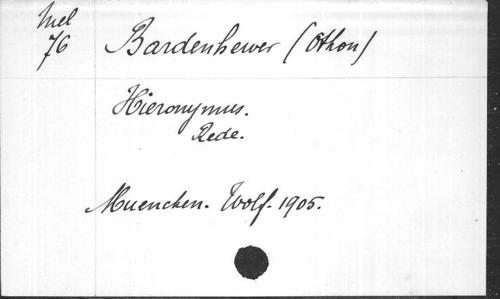 Mel
76
Bardenhewer (Othon)
Hieronymus.
Rede.
Muenchen. Wolf. 1905.